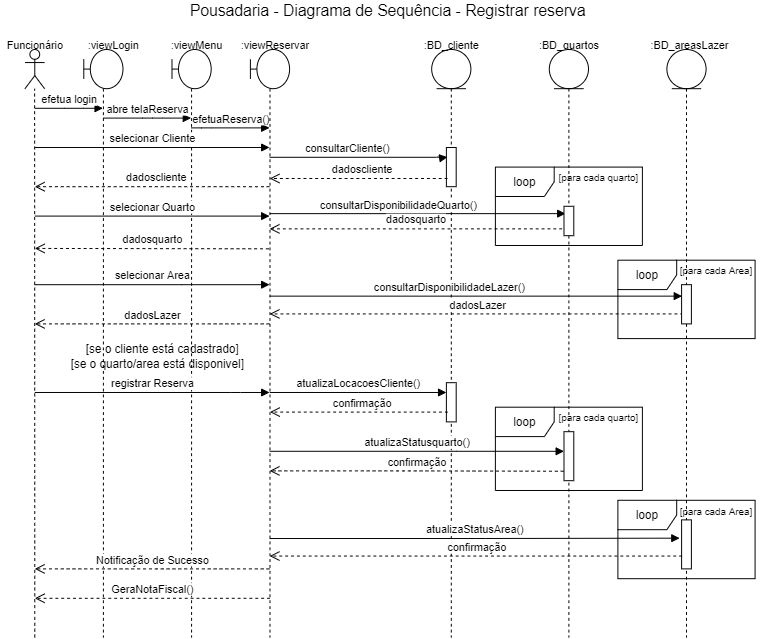 Pousadaria - Diagrama de Sequência - Registrar reserva
Funcionário
:viewLogin
:viewMenu
:viewReservar
:BD_cliente
:BD_quartos
:BD_areasLazer
efetua login
abre telaReserva
efetuaReserva()
selecionar Cliente
consultarCliente()
dadoscliente
dadoscliente
loop
[para cada quarto]
selecionar Quarto
consultarDisponibilidadeQuarto()
dadosquarto
dadosquarto
loop
[para cada Area]
selecionar Area
consultarDisponibilidadeLazer()
dadosLazer
dadosLazer
[se o cliente está cadastrado]
[se o quarto/area está disponivel]
registrar Reserva
atualizaLocacoesCliente()
confirmação
loop
[para cada quarto]
atualizaStatusquarto()
confirmação
loop
[para cada Area]
atualizaStatusArea()
confirmação
Notificação de Sucesso
GeraNotaFiscal()